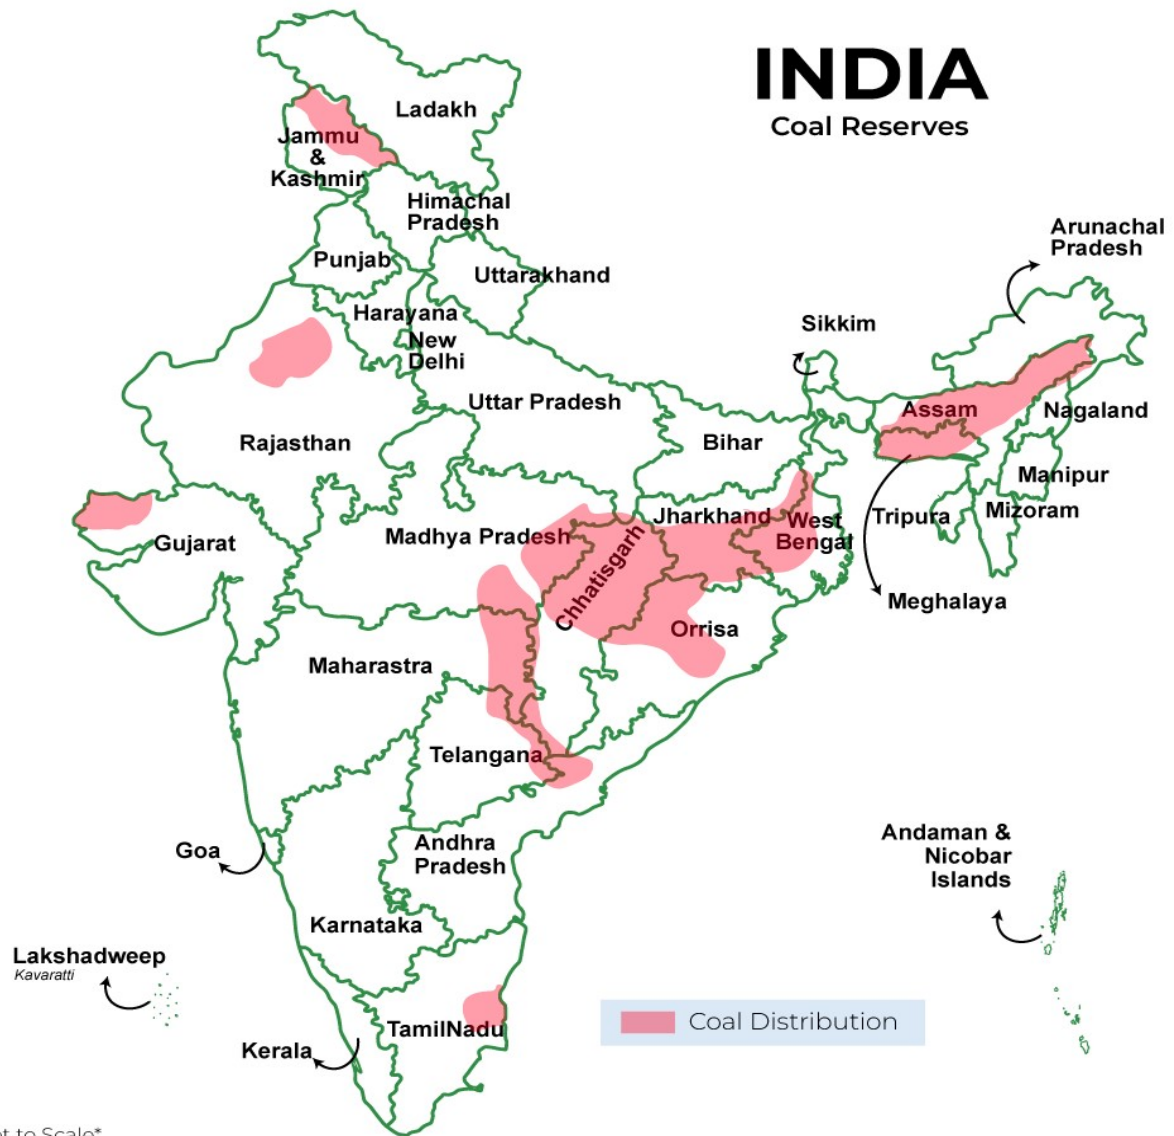 INDIA
Coal Reserves
Ladakh
Jammu
&
Kashmir
Himachal
Pradesh
Arunachal
Pradesh
Punjab
Uttarakhand
Harayana
New
Delhi
Sikkim
Uttar Pradesh
Assam
Nagaland
Rajasthan
Bihar
Manipur
Jharkhand
West
Bengal
Tripura
Mizoram
Madhya Pradesh
Gujarat
Chhatisgarh
Meghalaya
Orrisa
Maharastra
Telangana
Andaman &
Nicobar
Islands
Goa
Andhra
Pradesh
Karnataka
Lakshadweep
Kavaratti
Coal Distribution
TamilNadu
Kerala
to Scale*